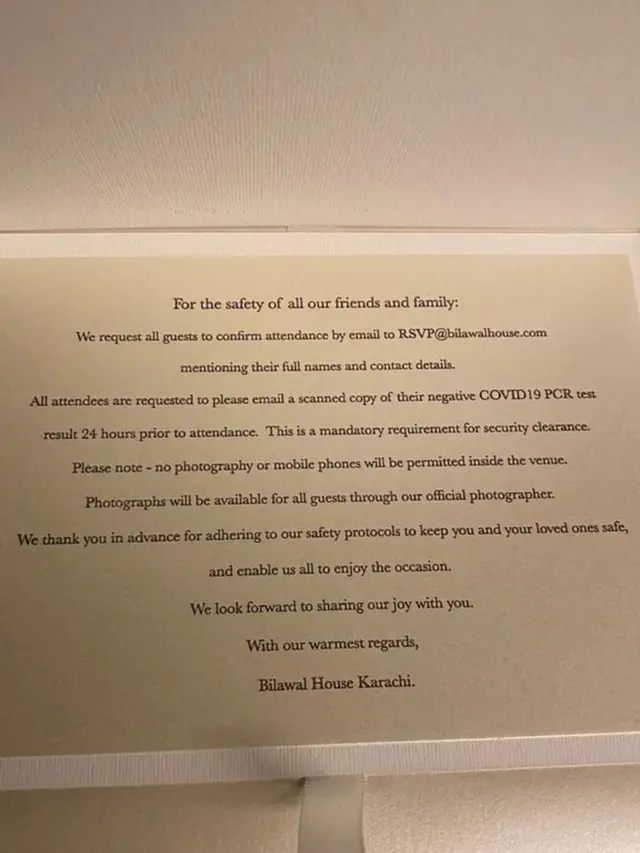 For the safety of all our friends and family:
We request all guests to confirm attendance by email to RSVP@bilawalhouse.com
mentioning their full names and contact details.
All attendees are requested to please email a scanned copy of their negative COVID19 PCR test
result 24 hours prior to attendance. This is a mandatory requirement for security clearance.
Please note - no photography or mobile phones will be permitted inside the venue.
Photographs will be available for all guests through our official photographer.
We thank you in advance for adhering to our safety protocols to keep you and your loved ones safe,
and enable us all to enjoy the occasion.
We look forward to sharing our joy with you.
With our warmest regards,
Bilawal House Karachi.